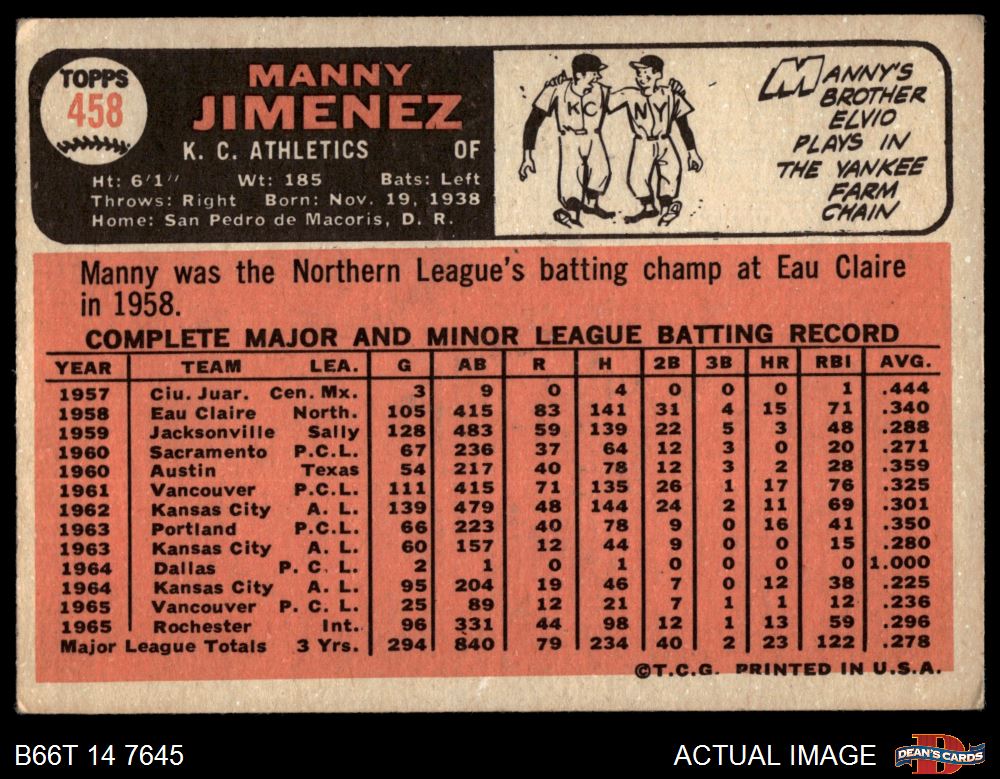 TOPPS
458
MANNY
JIMENEZ
K. C. ATHLETICS OF
Ht: 6'1" Wt: 185 Bats: Left
Throws: Right Born: Nov. 19, 1938
Home: San Pedro de Macoris, D. R.
KC NY
MANNY'S
BROTHER
ELVIO
PLAYS IN
THE YANKEE
FARM
CHAIN
Manny was the Northern League's batting champ at Eau Claire
in 1958.
COMPLETE MAJOR AND MINOR LEAGUE BATTING RECORD
YEAR TEAM LEA. G AB R H 2B 3B HR RBI AVG.
1957 Ciu. Juar. Cen. Mx. 3 9 0 4 0 0 0 1 .444
1958 Eau Claire North. 105 415 83 141 31 4 15 71 .340
1959 Jacksonville Sally 128 483 59 139 22 5 3 48 .288
1960 Sacramento P.C.L. 67 236 37 64 12 3 0 20 .271
1960 Austin Texas 54 217 40 78 12 3 2 28 .359
1961 Vancouver P.C.L. 111 415 71 135 26 1 17 76 .325
1962 Kansas City A. L. 139 479 48 144 24 2 11 69 .301
1963 Portland P.C.L. 66 223 40 78 9 0 16 41 .350
1963 Kansas City A. L. 60 157 12 44 9 0 0 15 .280
1964 Dallas P. C. L. 2 1 0 1 0 0 0 0 1.000
1964 Kansas City A. L. 95 204 19 46 7 0 12 38 .225
1965 Vancouver P. C. L. 25 89 12 21 7 1 1 12 .236
1965 Rochester Int. 96 331 44 98 12 1 13 59 .296
Major League Totals 3 Yrs. 294 840 79 234 40 2 23 122 .278
©T.C.G. PRINTED IN U.S.A.
B66T 14 7645 ACTUAL IMAGE DEAN'S CARDS